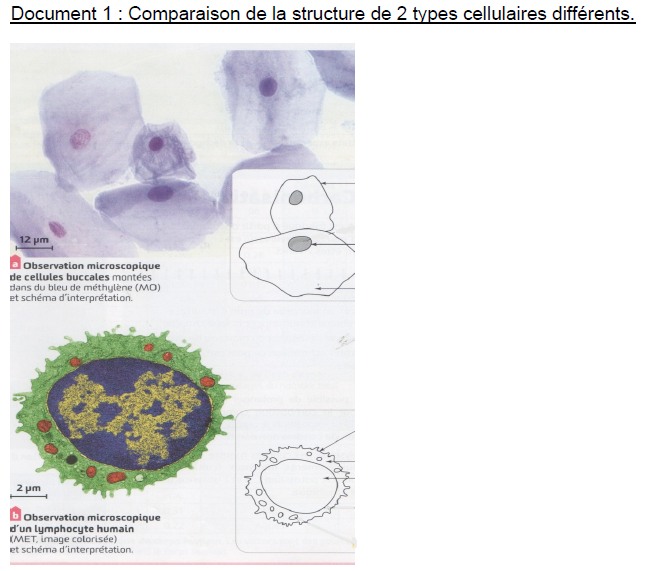 Document 1 : Comparaison de la structure de 2 types cellulaires différents.
12 µm
a Observation microscopique
de cellules buccales montées
dans du bleu de méthylène (MO)
et schéma d'interprétation.
2 µm
b Observation microscopique
d'un lymphocyte humain
(MET, image colorisée)
et schéma d'interprétation.